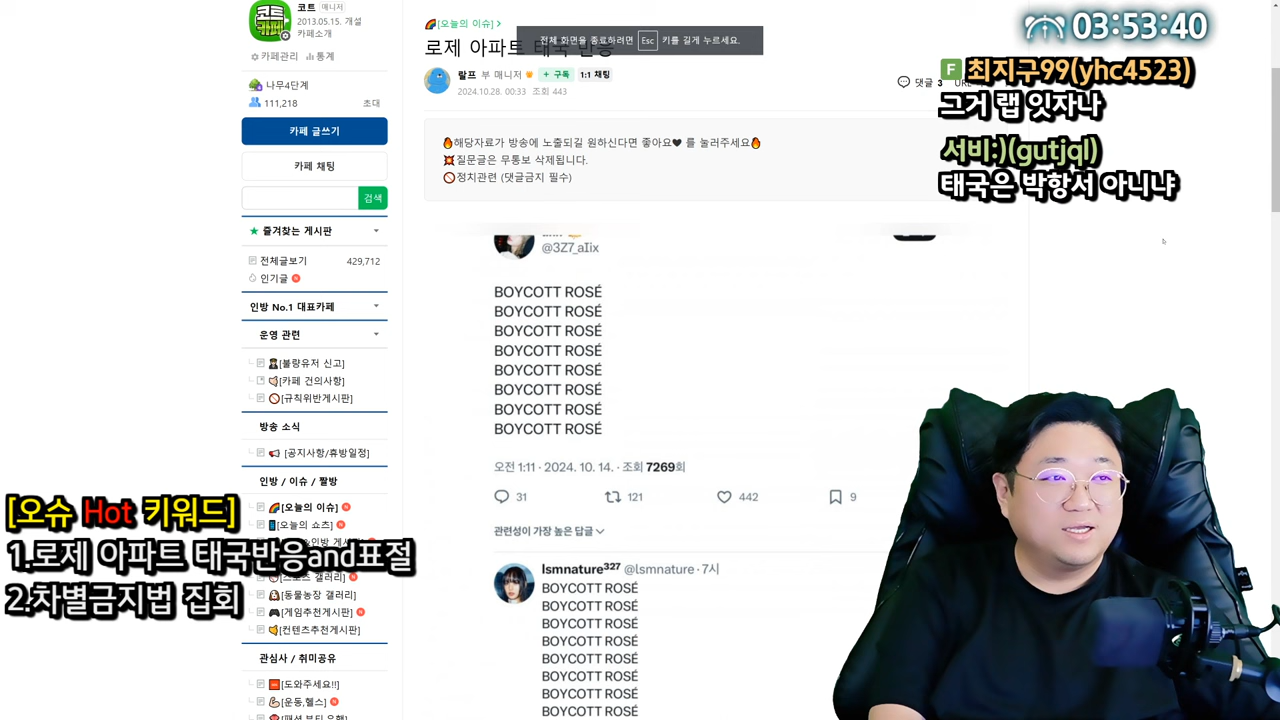 코트 매니저
2013.05.15. 개설
카페소개
카페관리 통계
나무4단계
111,218 초대
카페 글쓰기
카페 채팅
검색
★ 즐겨찾는 게시판
전체글보기 429,712
인기글 N
인방 No.1 대표카페
운영 관련
[불량유저 신고]
[카페 건의사항]
[규칙위반게시판]
방송 소식
[공지사항/휴방일정]
인방 / 이슈 / 짤방
[오늘의 이슈] N
[오늘의 쇼츠] N
[동물농장 갤러리]
[게임추천게시판] N
[컨텐츠추천게시판]
관심사 / 취미공유
[도와주세요!!]
[운동,헬스] N
[오늘의 이슈] >
로제 아파트 태국 반응
전체 화면을 종료하려면 Esc 키를 길게 누르세요.
랄프 부 매니저 + 구독 1:1 채팅
2024.10.28. 00:33 조회 443
댓글 3
해당자료가 방송에 노출되길 원하신다면 좋아요♥ 를 눌러주세요
질문글은 무통보 삭제됩니다.
정치관련 (댓글금지 필수)
@3Z7_aIix
BOYCOTT ROSÉ
BOYCOTT ROSÉ
BOYCOTT ROSÉ
BOYCOTT ROSÉ
BOYCOTT ROSÉ
BOYCOTT ROSÉ
BOYCOTT ROSÉ
BOYCOTT ROSÉ
오전 1:11 · 2024. 10. 14. · 조회 7269회
31 121 442 9
관련성이 가장 높은 답글
lsmnature³²⁷ @lsmnature · 7시
BOYCOTT ROSÉ
BOYCOTT ROSÉ
BOYCOTT ROSÉ
BOYCOTT ROSÉ
BOYCOTT ROSÉ
BOYCOTT ROSÉ
BOYCOTT ROSÉ
BOYCOTT ROSÉ
03:53:40
F 최지구99(yhc4523)
그거 랩 잇자나
서비:)(gutjql)
태국은 박항서 아니냐
[오슈 Hot 키워드]
1.로제 아파트 태국반응and표절
2.차별금지법 집회